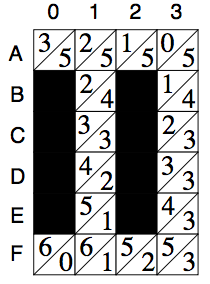 0 1 2 3
A 3/5 2/5 1/5 0/5
B 2/4 1/4
C 3/3 2/3
D 4/2 3/3
E 5/1 4/3
F 6/0 6/1 5/2 5/3